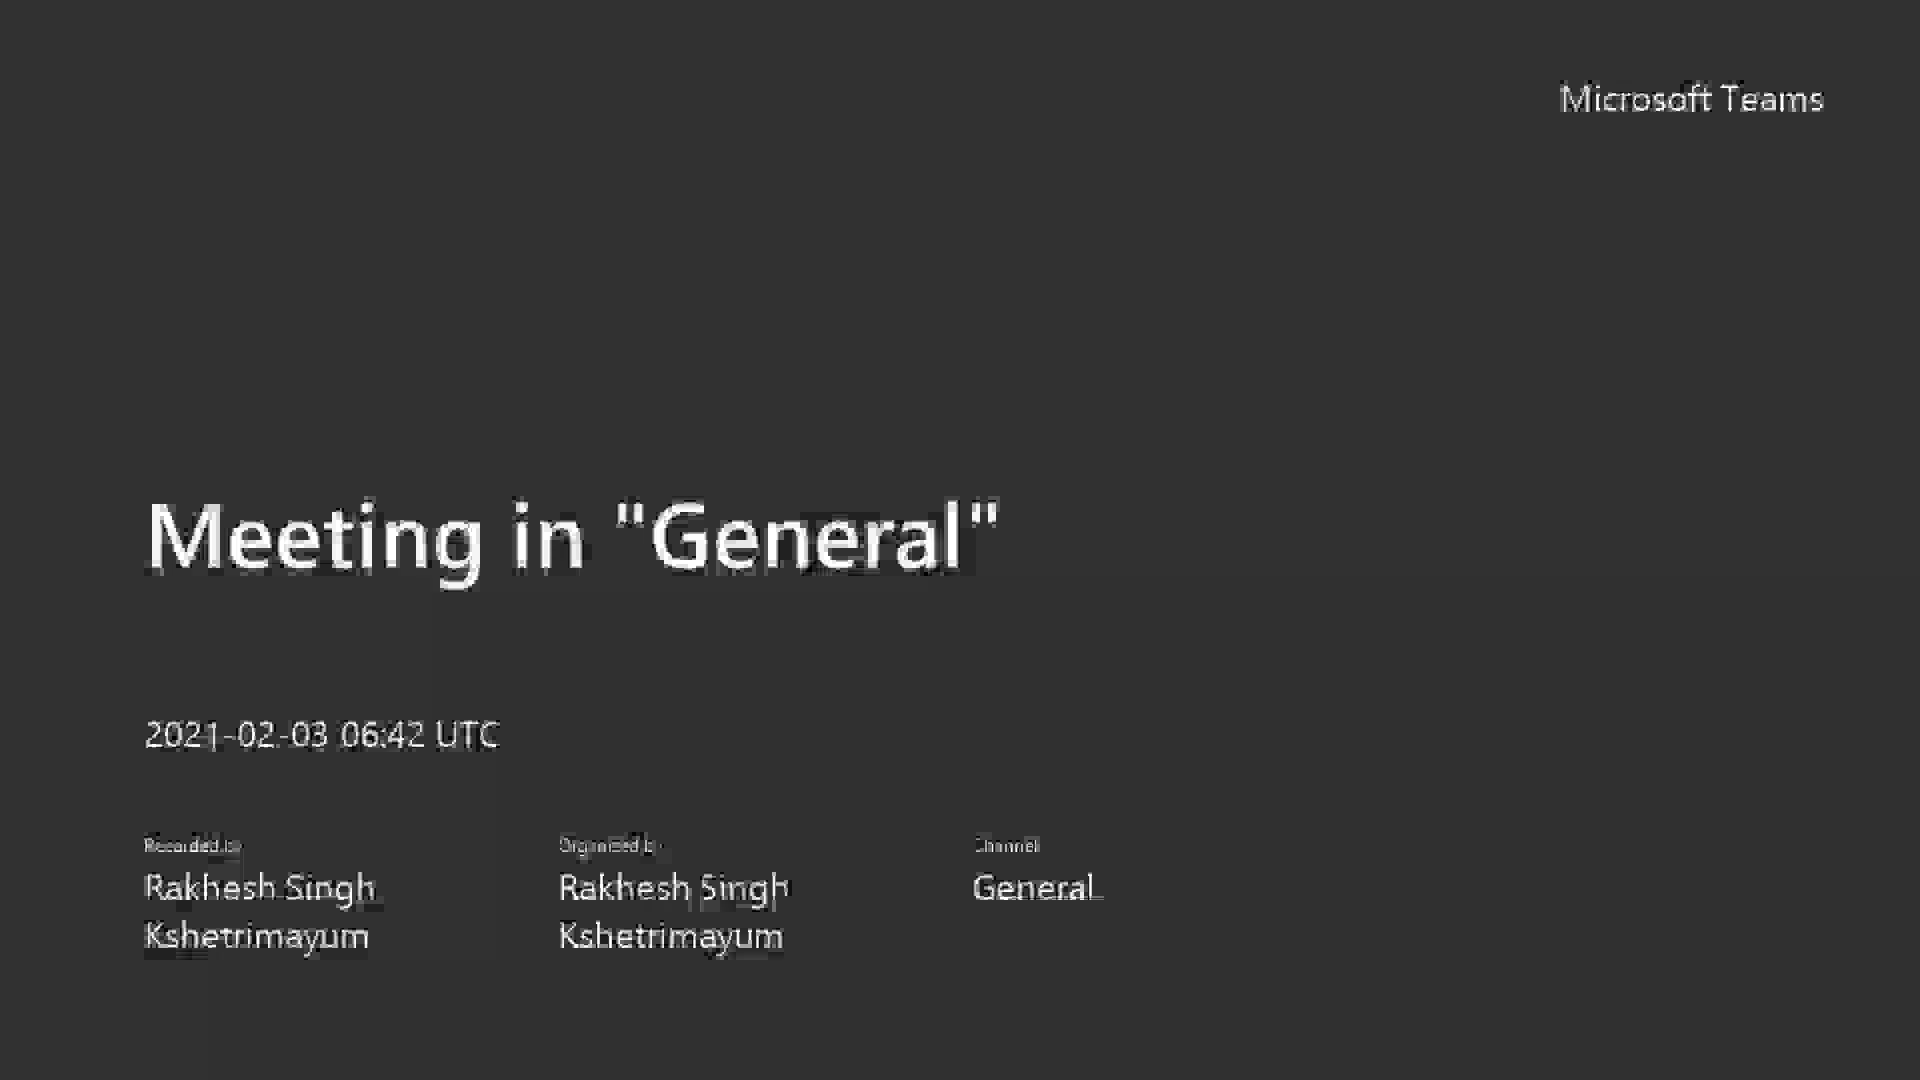 Microsoft Teams
Meeting in "General"
2021-02-03 06:42 UTC
Recorded by
Organized by
Channel
Rakhesh Singh
Rakhesh Singh
General
Kshetrimayum
Kshetrimayum